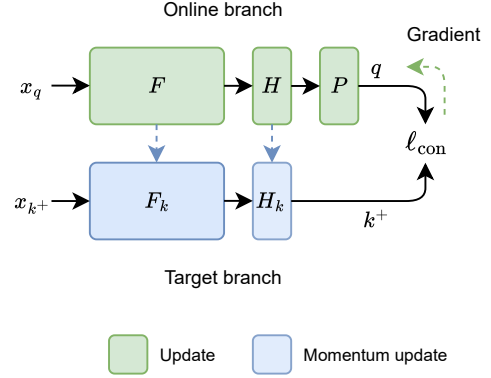 Online branch
Gradient
x_q F H P q
ℓ_con
x_{k^+} F_k H_k
k^+
Target branch
Update Momentum update